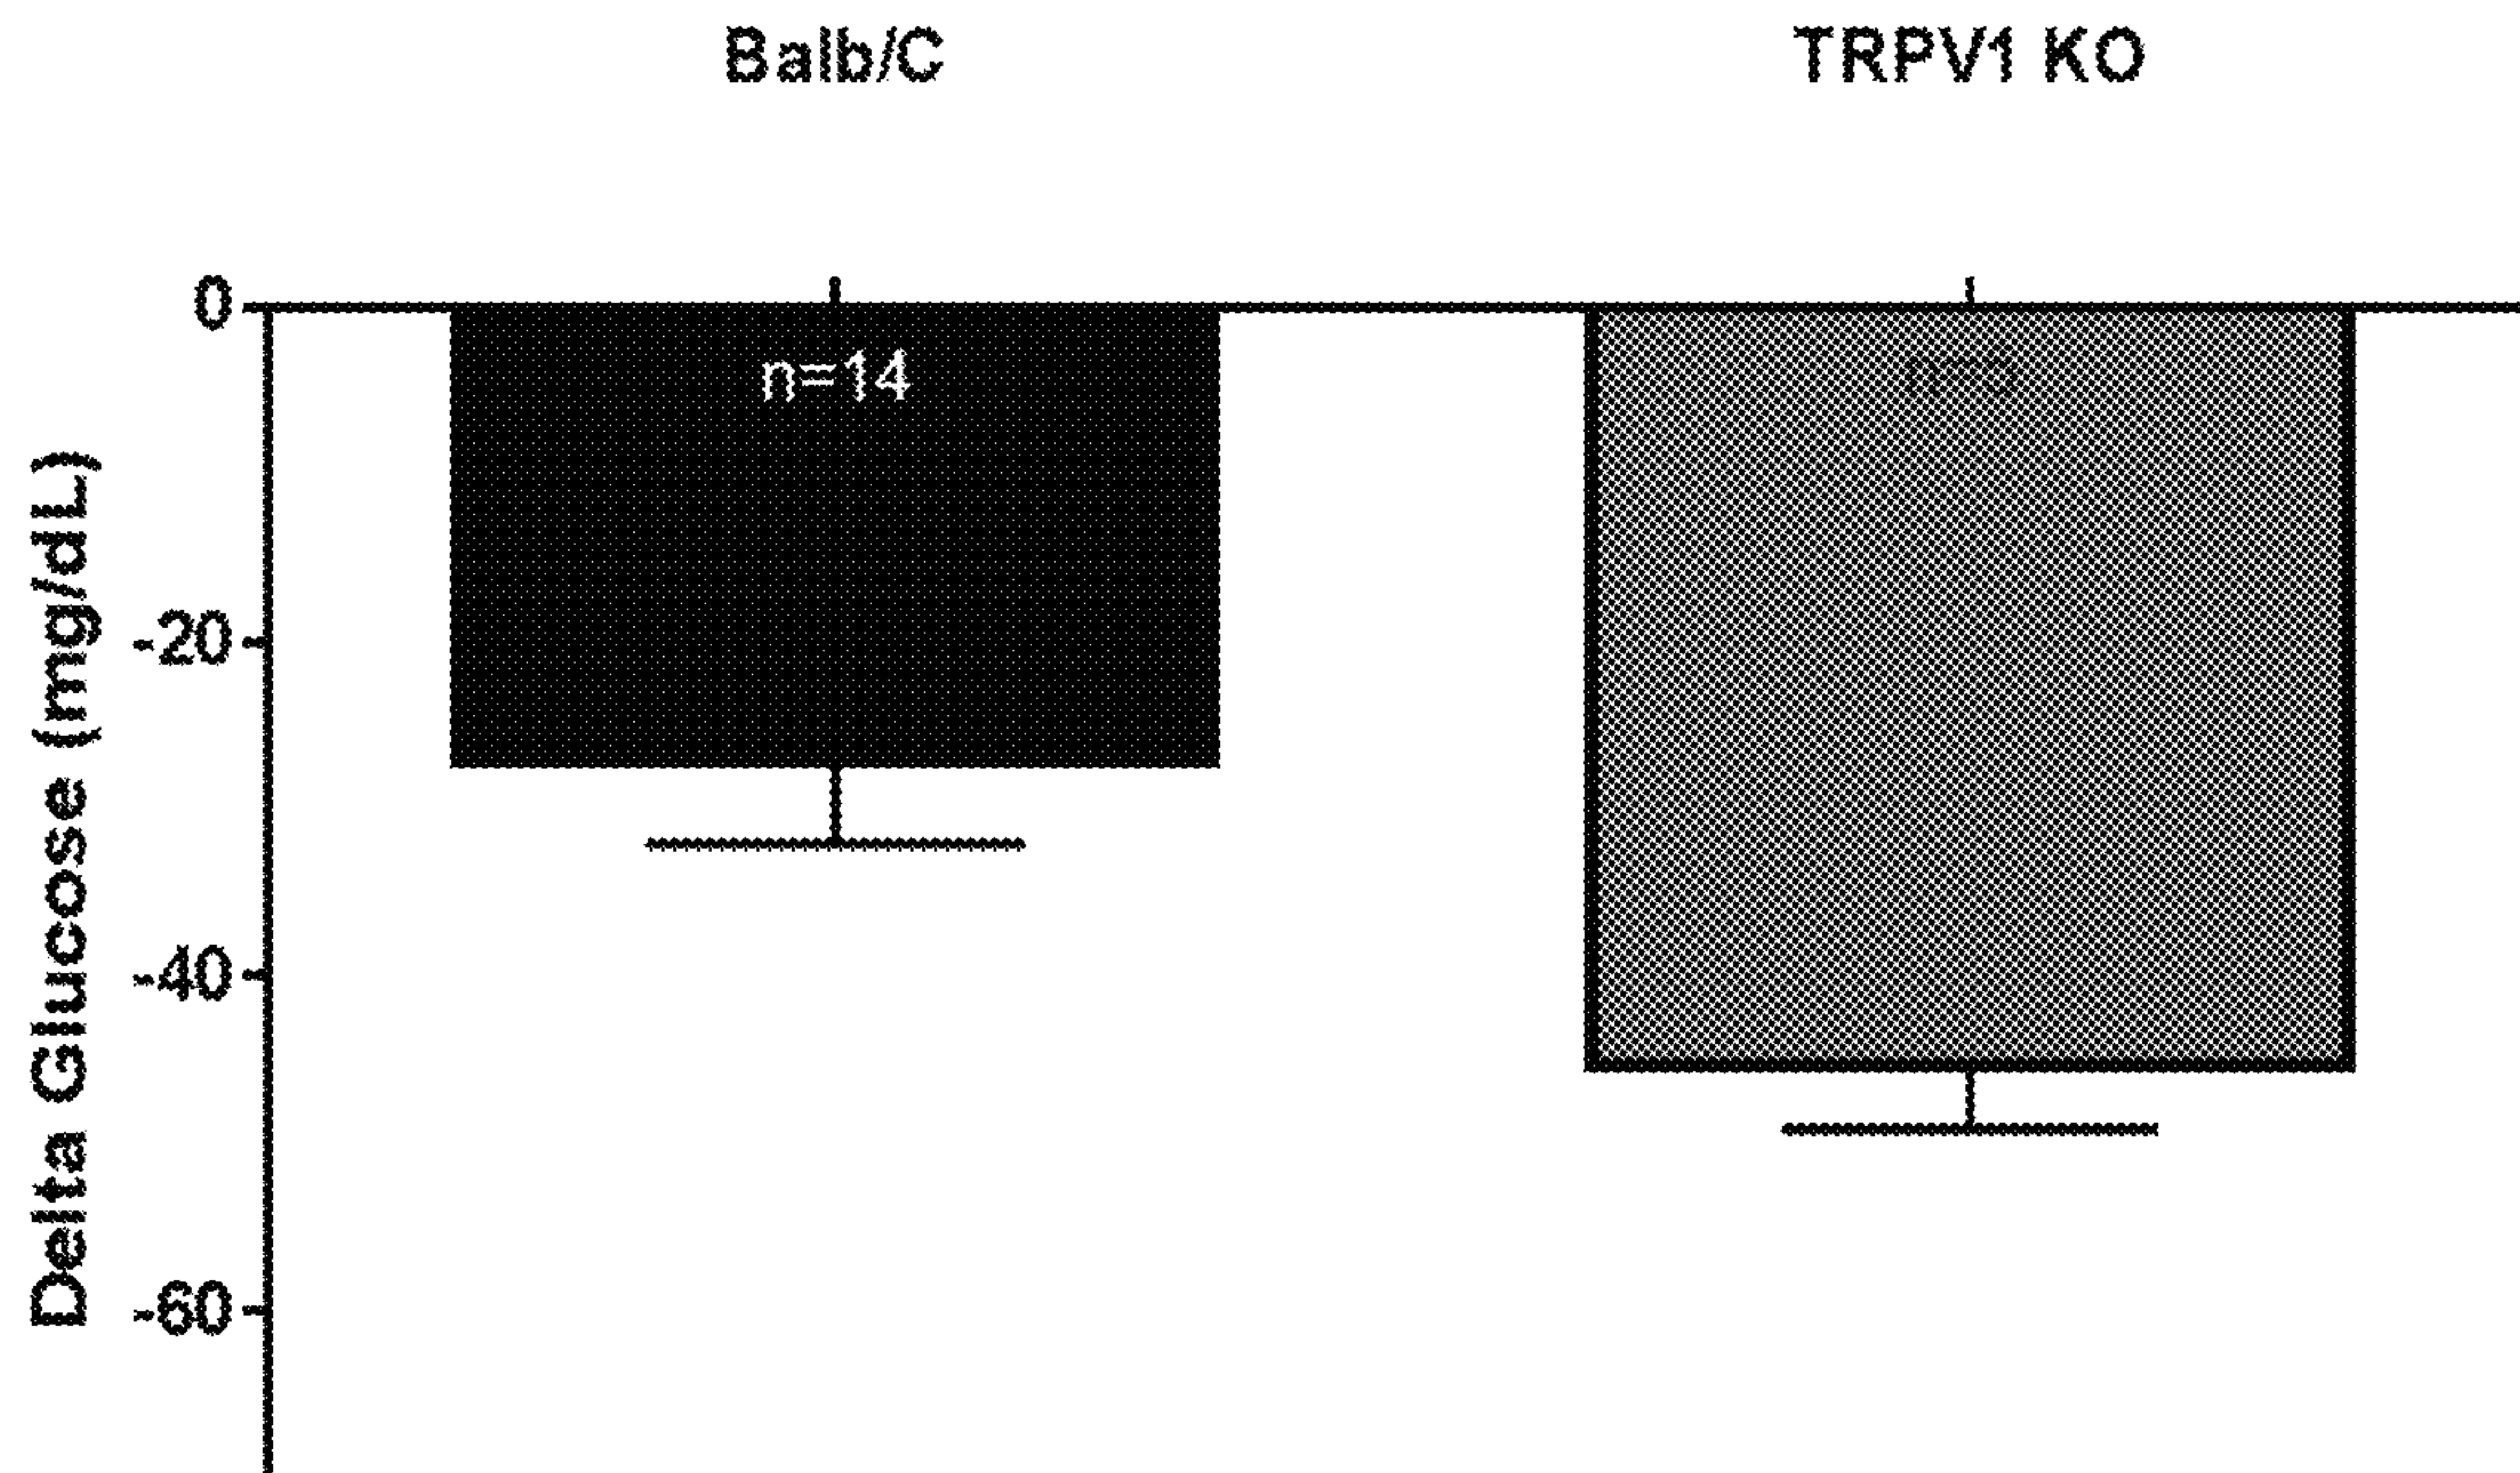 Balb/C
TRPV1 KO
0
n=14
-20
-40
-60
Delta Glucose (mg/dL)